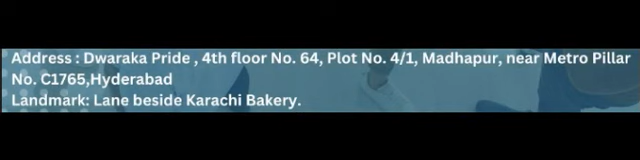 Address : Dwaraka Pride , 4th floor No. 64, Plot No. 4/1, Madhapur, near Metro Pillar
No. C1765,Hyderabad
Landmark: Lane beside Karachi Bakery.